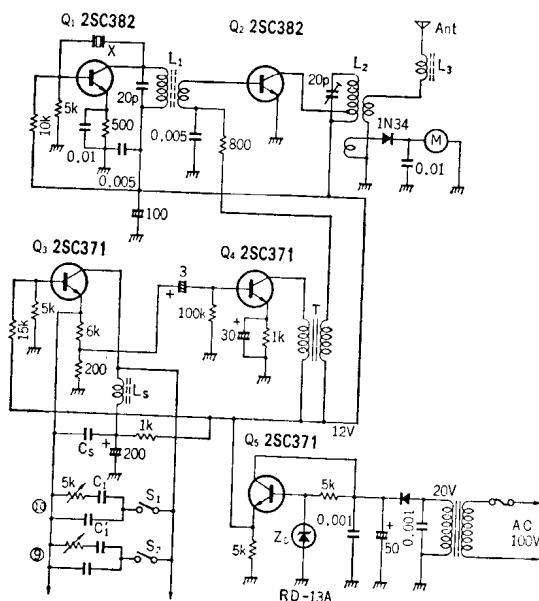 Q₁ 2SC382
Q₂ 2SC382
X
L₁
L₂
Ant
L₃
5k
10k
20p
500
0.01
0.005
0.005
800
20p
1N34
M
0.01
100
Q₃ 2SC371
Q₄ 2SC371
3
+
5k
15k
6k
200
100k
30
+
1k
T
Ls
12V
Cs
1k
+
200
Q₅ 2SC371
5k
C₁
S₁
⑩
C₁'
S₂
⑨
5k
5k
0.001
+
50
20V
0.001
AC
100V
RD-13A